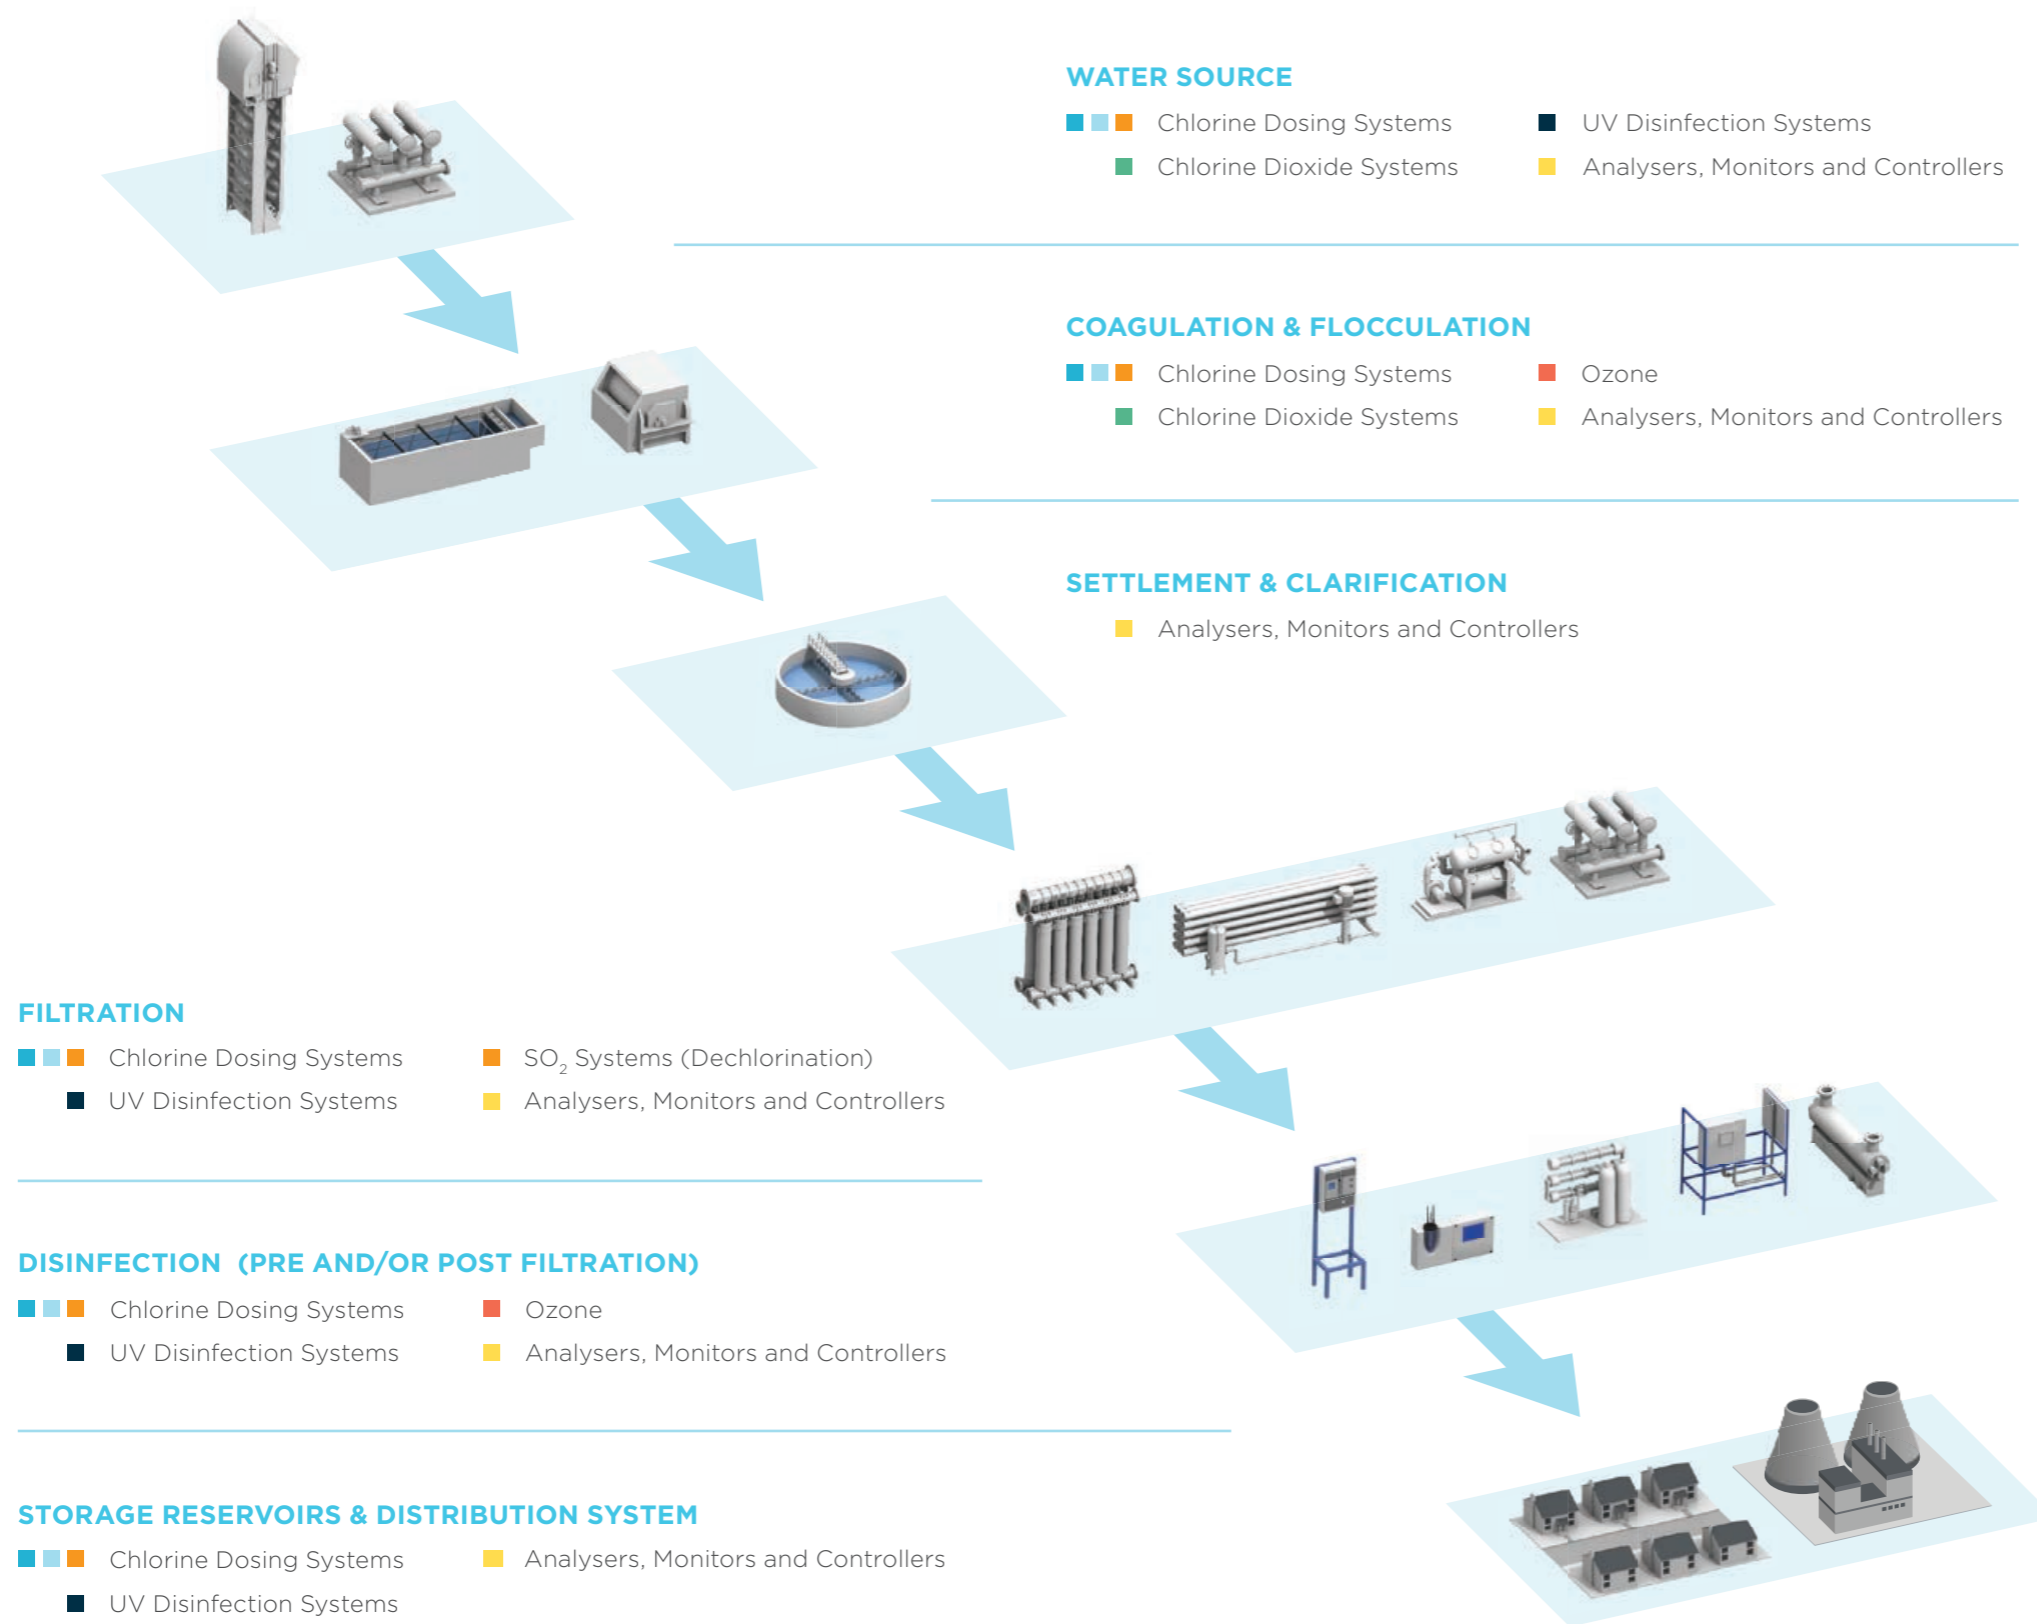 WATER SOURCE
Chlorine Dosing Systems
UV Disinfection Systems
Chlorine Dioxide Systems
Analysers, Monitors and Controllers
COAGULATION & FLOCCULATION
Chlorine Dosing Systems
Ozone
Chlorine Dioxide Systems
Analysers, Monitors and Controllers
SETTLEMENT & CLARIFICATION
Analysers, Monitors and Controllers
FILTRATION
Chlorine Dosing Systems
SO₂ Systems (Dechlorination)
UV Disinfection Systems
Analysers, Monitors and Controllers
DISINFECTION (PRE AND/OR POST FILTRATION)
Chlorine Dosing Systems
Ozone
UV Disinfection Systems
Analysers, Monitors and Controllers
STORAGE RESERVOIRS & DISTRIBUTION SYSTEM
Chlorine Dosing Systems
Analysers, Monitors and Controllers
UV Disinfection Systems